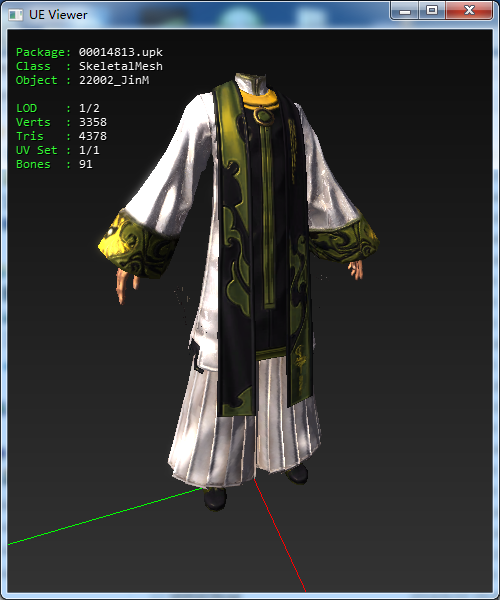 UE Viewer
Package: 00014813.upk
Class : SkeletalMesh
Object : 22002_JinM
LOD : 1/2
Verts : 3358
Tris : 4378
UV Set : 1/1
Bones : 91